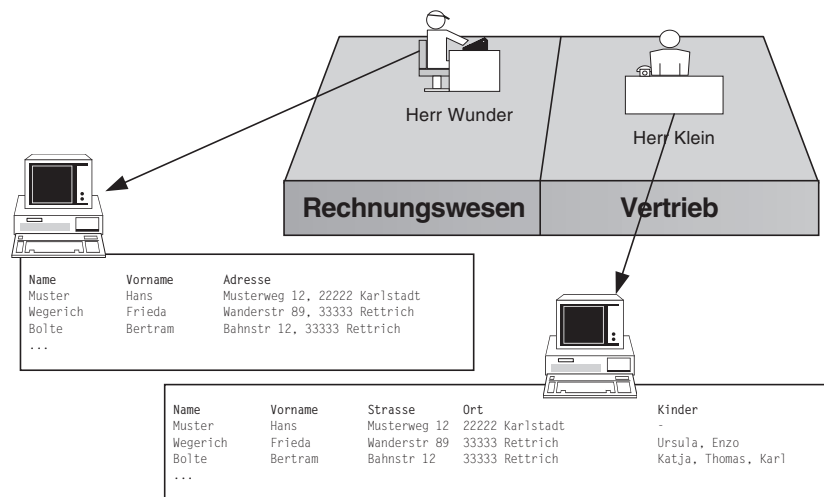 Herr Wunder
Herr Klein
Rechnungswesen Vertrieb
Name Vorname Adresse
Muster Hans Musterweg 12, 22222 Karlstadt
Wegerich Frieda Wanderstr 89, 33333 Rettrich
Bolte Bertram Bahnstr 12, 33333 Rettrich
...
Name Vorname Strasse Ort Kinder
Muster Hans Musterweg 12 22222 Karlstadt -
Wegerich Frieda Wanderstr 89 33333 Rettrich Ursula, Enzo
Bolte Bertram Bahnstr 12 33333 Rettrich Katja, Thomas, Karl
...